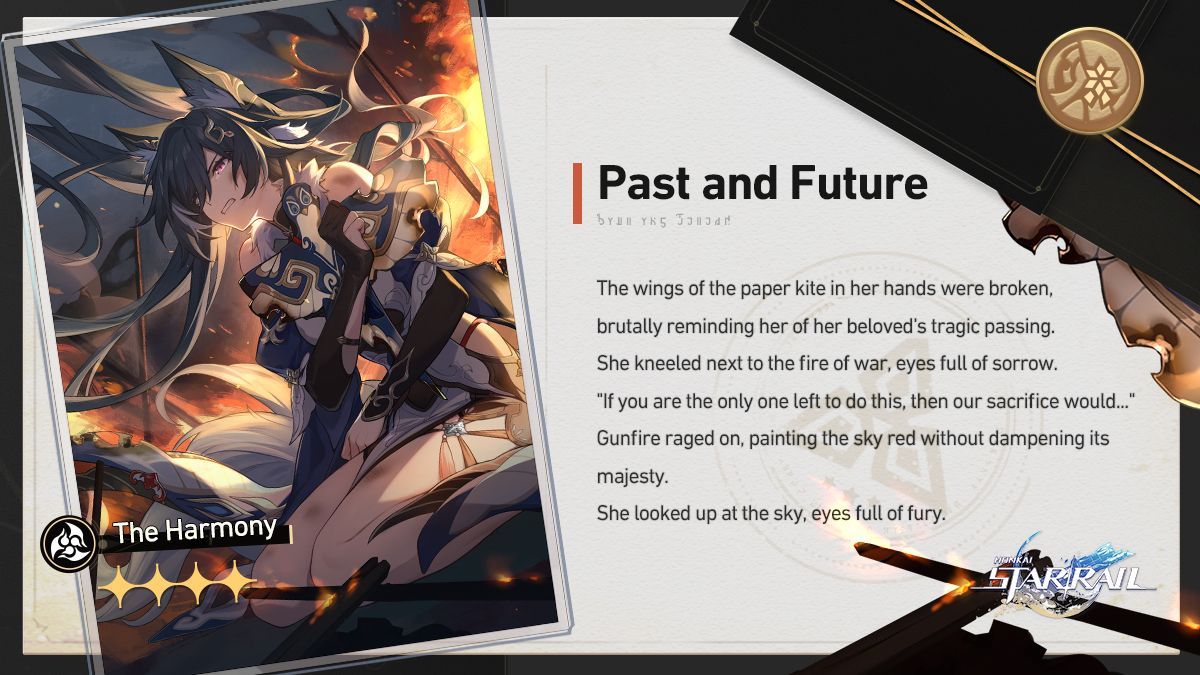 Past and Future
The wings of the paper kite in her hands were broken,
brutally reminding her of her beloved's tragic passing.
She kneeled next to the fire of war, eyes full of sorrow.
"If you are the only one left to do this, then our sacrifice would..."
Gunfire raged on, painting the sky red without dampening its
majesty.
She looked up at the sky, eyes full of fury.
The Harmony
HONKAI
STAR RAIL